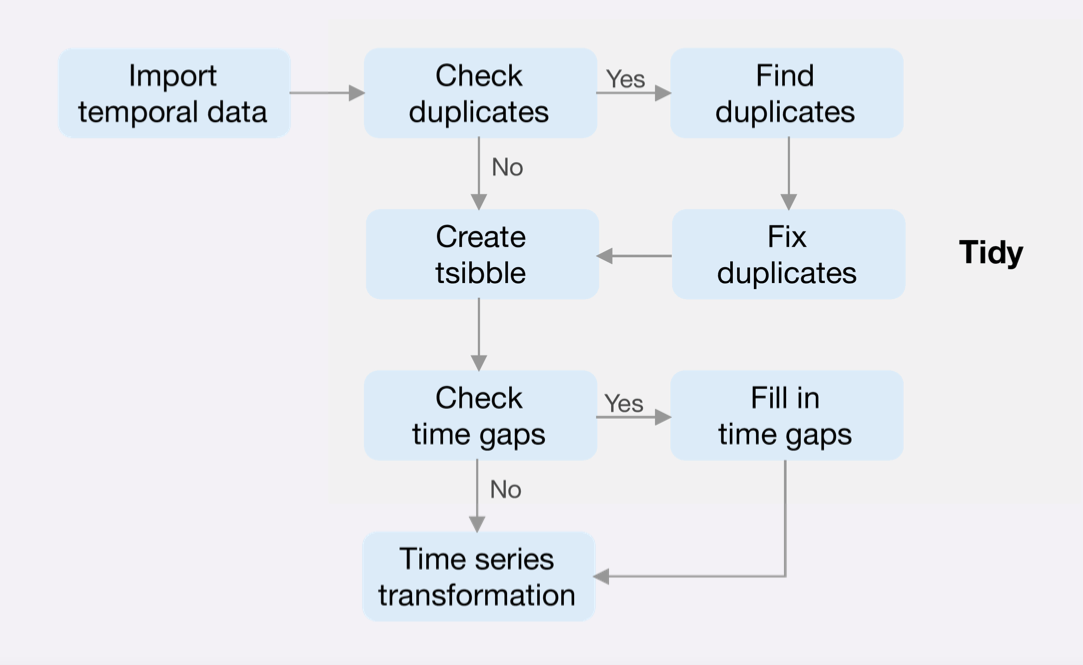 Import
temporal data
Check
duplicates
Yes
Find
duplicates
No
Create
tsibble
Fix
duplicates
Tidy
Check
time gaps
Yes
Fill in
time gaps
No
Time series
transformation